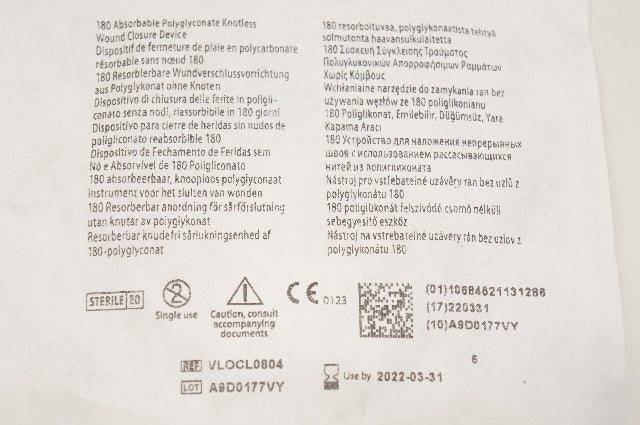 180 Absorbable Polyglyconate Knotless
Wound Closure Device
Dispositif de fermeture de plaie en polycarbonate
résorbable sans nœud 180
180 Resorbierbare Wundverschlussvorrichtung
aus Polyglykonat ohne Knoten
Dispositivo di chiusura delle ferite in poligli-
conato senza nodi, riassorbibile in 180 giorni
Dispositivo para cierre de heridas sin nudos de
poligliconato reabsorbible 180
Dispositivo de Fechamento de Feridas sem
Nó e Absorvível de 180 Poligliconato
180 absorbeerbaar, knooploos polyglyconaat
instrument voor het sluiten van wonden
180 Resorberbar anordning för sårförslutning
utan knutar av polyglykonat
Resorberbar knudefri sårlukningsenhed af
180-polyglyconat
180 resorboituvaa, polyglykonaatista tehtyä
solmutonta haavansulkulaitetta
180 Συσκευή Σύγκλεισης Τραύματος
Πολυγλυκονικών Απορροφήσιμων Ραμμάτων
Χωρίς Κόμβους
Wchłanialne narzędzie do zamykania ran bez
używania węzłów ze 180 poliglikonianu
180 Poliglikonat, Emilebilir, Düğümsüz, Yara
Kapama Aracı
180 Устройство для наложения непрерывных
швов с использованием рассасывающихся
нитей из полигликоната
Nástroj pro vstřebatelné uzávěry ran bez uzlů z
polyglykonátu 180
180 poliglikonát felszívódó csomó nélküli
sebegyesítő eszköz
Nástroj na vstrebateľné uzávery rán bez uzlov z
polyglykonátu 180
STERILE EO
2
Single use
Caution, consult
accompanying
documents
CE 0123
(01)10884521131286
(17)220331
(10)A9D0177VY
REF VLOCL0804
LOT A9D0177VY
Use by 2022-03-31
6